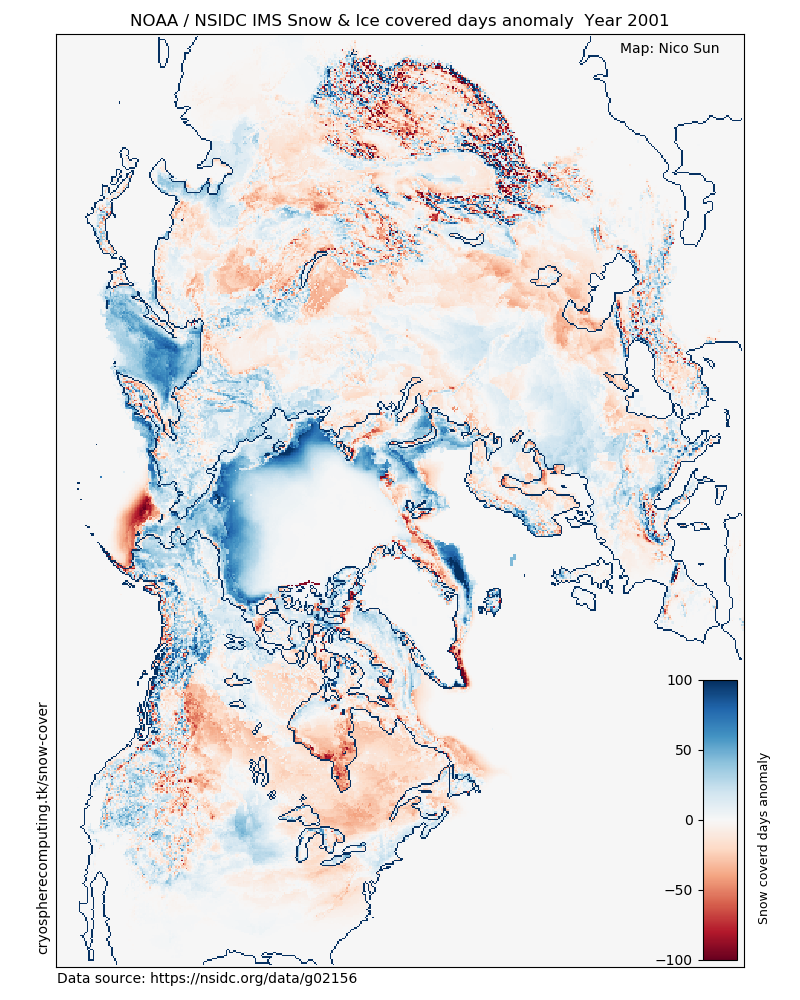 NOAA / NSIDC IMS Snow & Ice covered days anomaly  Year 2001
Map: Nico Sun
cryospherecomputing.tk/snow-cover
100
50
0
−50
−100
Snow coverd days anomaly
Data source: https://nsidc.org/data/g02156